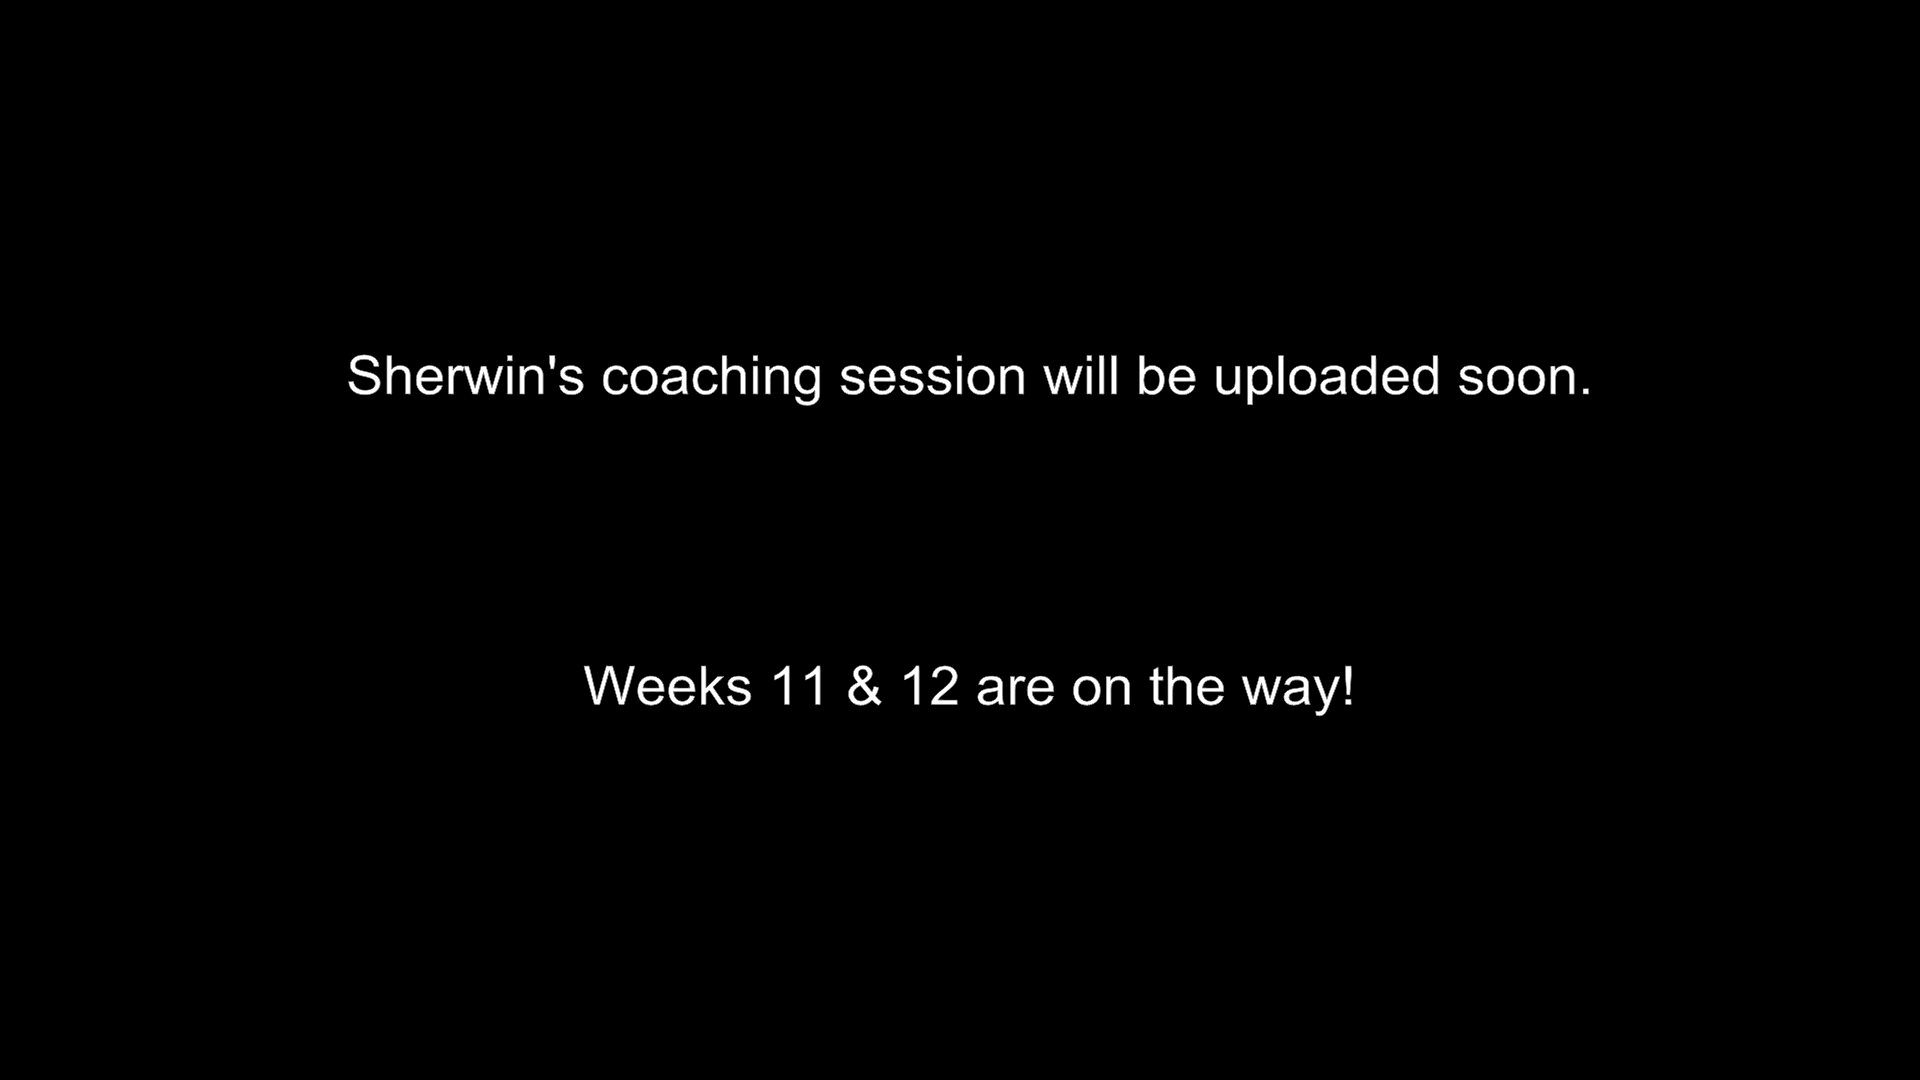 Sherwin's coaching session will be uploaded soon.
Weeks 11 & 12 are on the way!